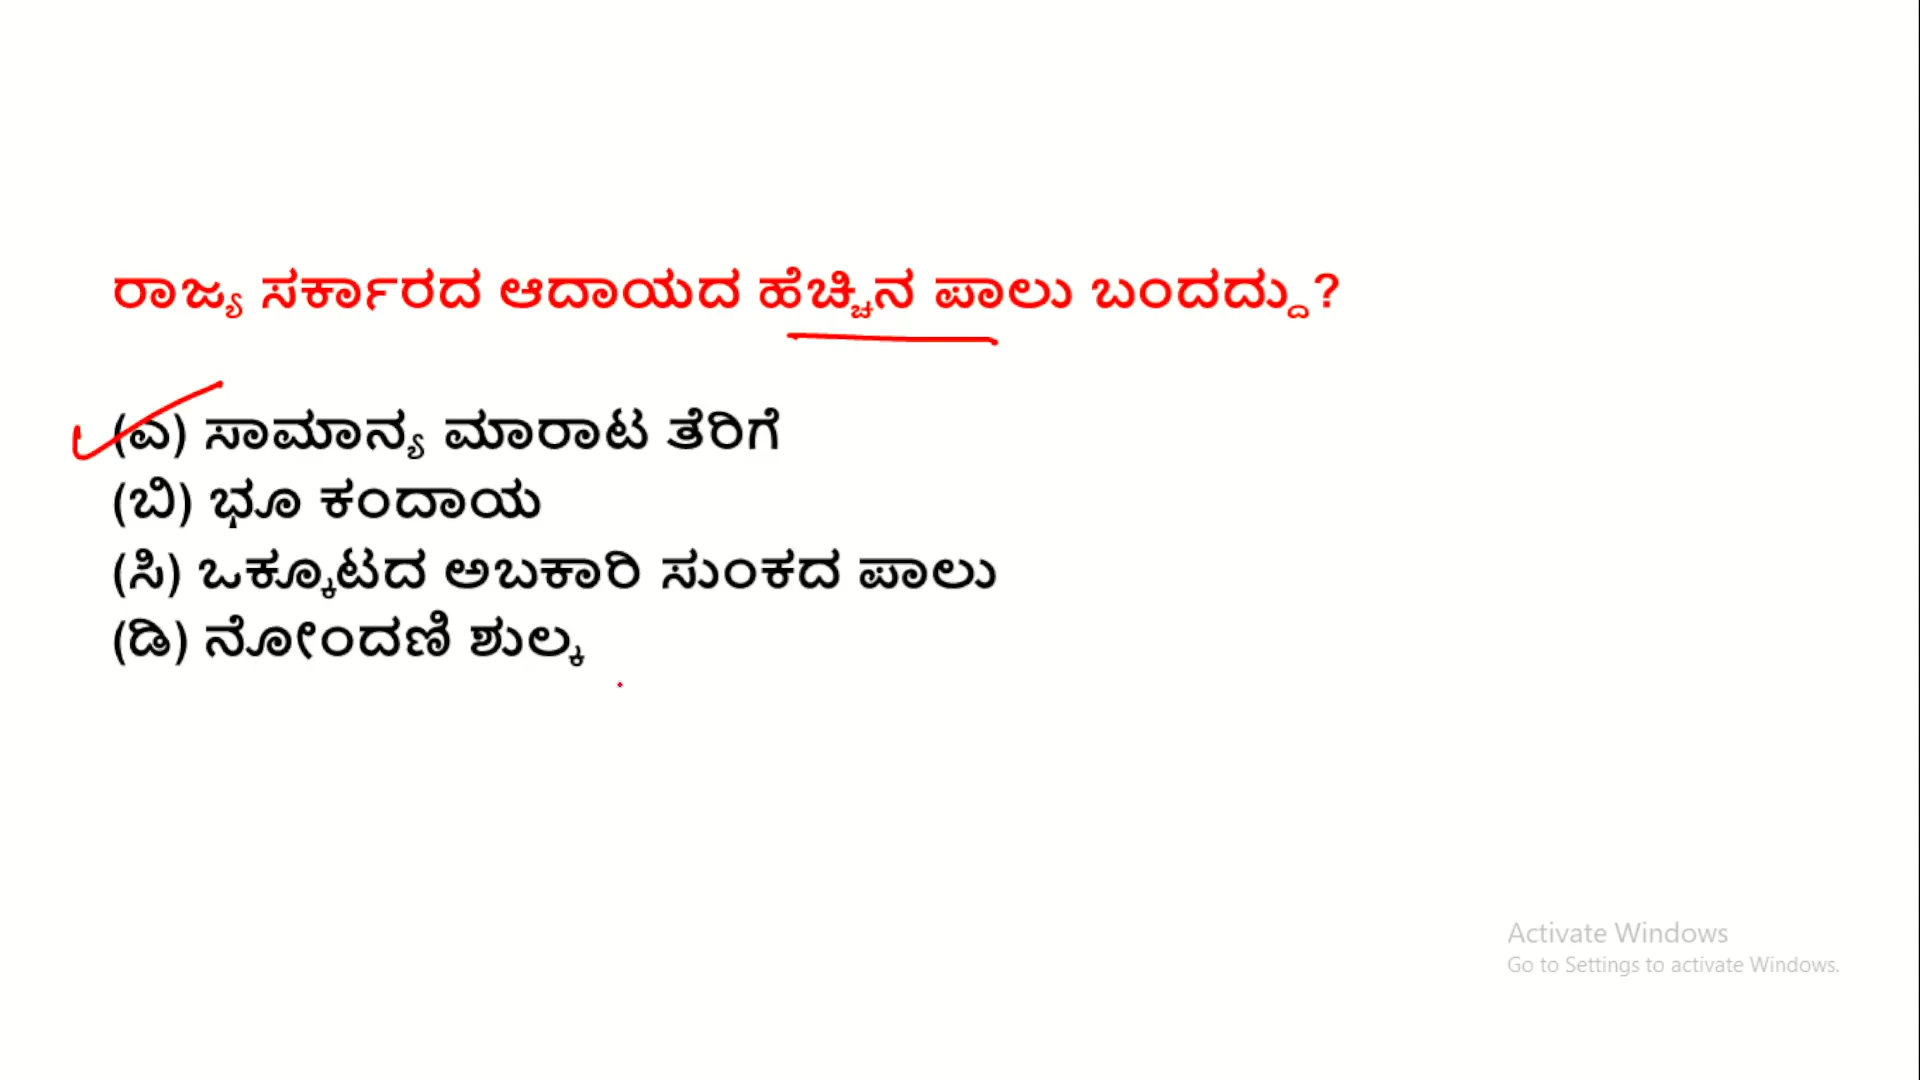 ರಾಜ್ಯ ಸರ್ಕಾರದ ಆದಾಯದ ಹೆಚ್ಚಿನ ಪಾಲು ಬಂದದ್ದು?
(ಎ) ಸಾಮಾನ್ಯ ಮಾರಾಟ ತೆರಿಗೆ
(ಬಿ) ಭೂ ಕಂದಾಯ
(ಸಿ) ಒಕ್ಕೂಟದ ಅಬಕಾರಿ ಸುಂಕದ ಪಾಲು
(ಡಿ) ನೋಂದಣಿ ಶುಲ್ಕ
Activate Windows
Go to Settings to activate Windows.